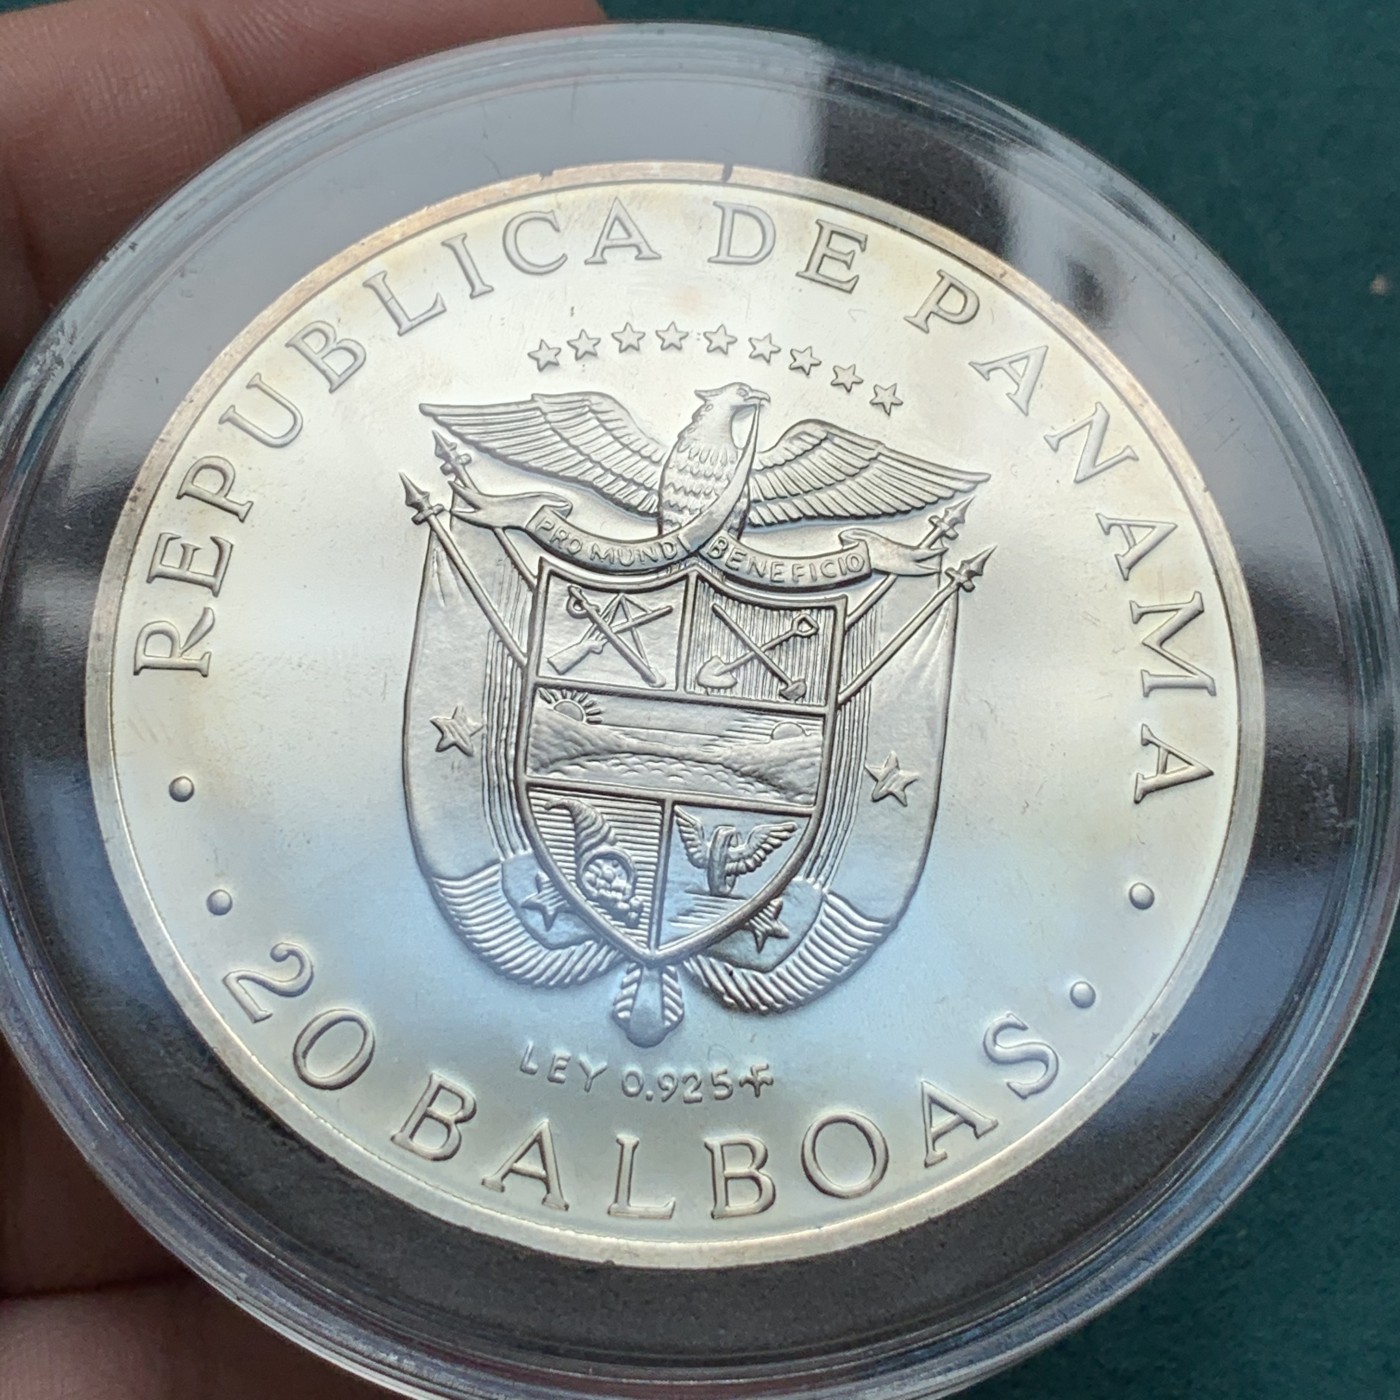 REPUBLICA DE PANAMA
PRO MUNDI BENEFICIO
LEY 0.925
20 BALBOAS